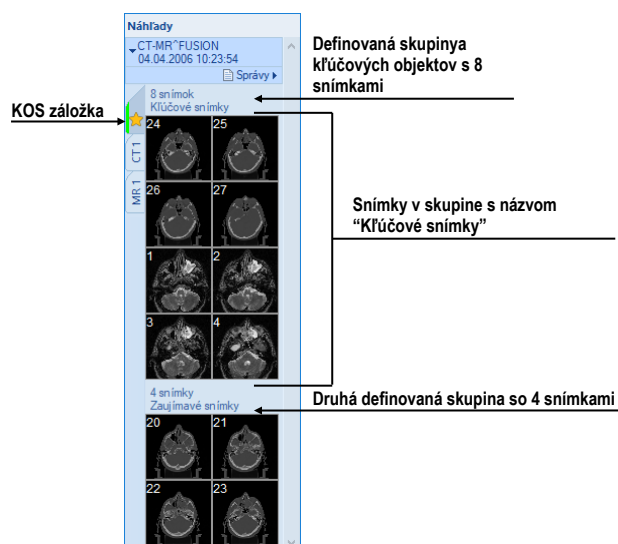 Náhľady
CT-MR^FUSION
04.04.2006 10:23:54
Správy
8 snímok
Kľúčové snímky
24 25
CT 1
26 27
MR 1
1 2
3 4
4 snímky
Zaujímavé snímky
20 21
22 23
KOS záložka
Definovaná skupinya
kľúčových objektov s 8
snímkami
Snímky v skupine s názvom
“Kľúčové snímky”
Druhá definovaná skupina so 4 snímkami